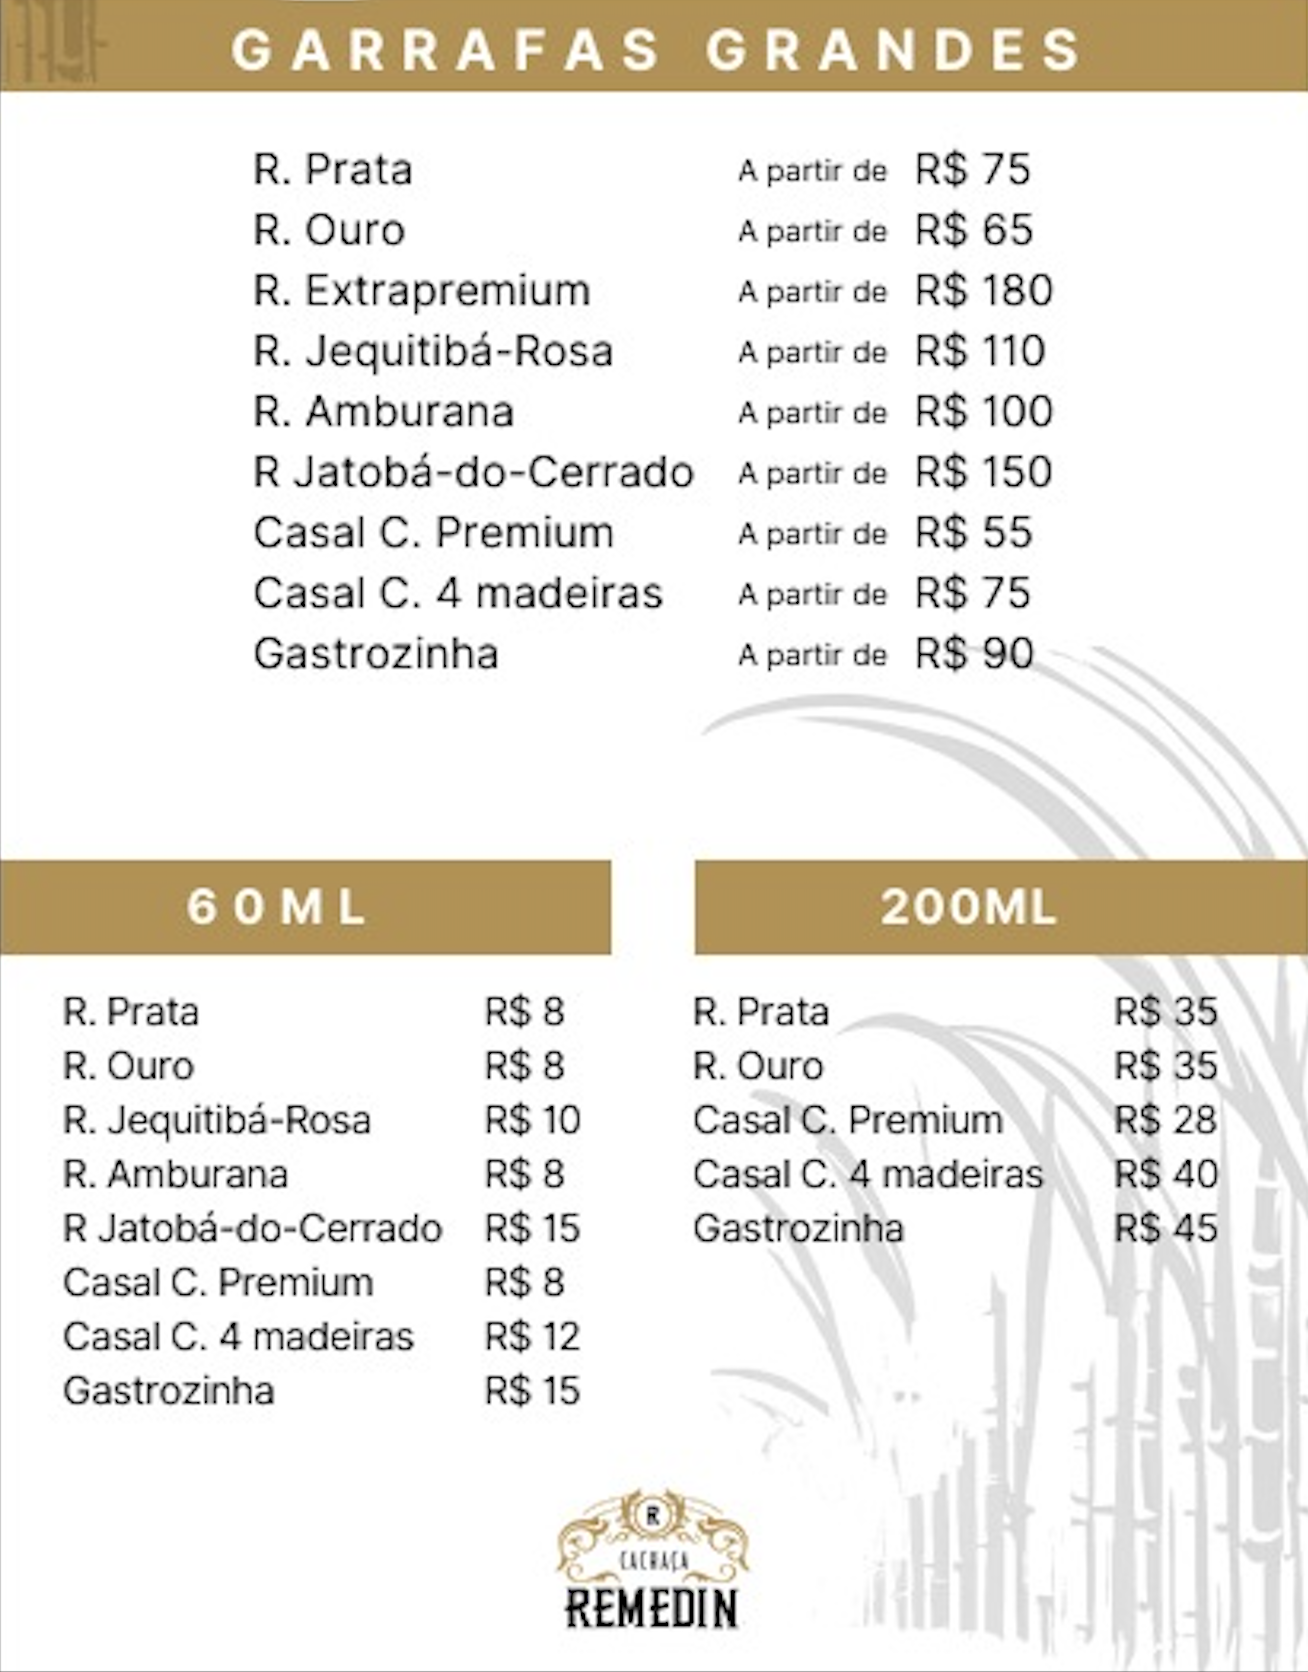 GARRAFAS GRANDES
R. Prata A partir de R$ 75
R. Ouro A partir de R$ 65
R. Extrapremium A partir de R$ 180
R. Jequitibá-Rosa A partir de R$ 110
R. Amburana A partir de R$ 100
R Jatobá-do-Cerrado A partir de R$ 150
Casal C. Premium A partir de R$ 55
Casal C. 4 madeiras A partir de R$ 75
Gastrozinha A partir de R$ 90
60ML
R. Prata R$ 8
R. Ouro R$ 8
R. Jequitibá-Rosa R$ 10
R. Amburana R$ 8
R Jatobá-do-Cerrado R$ 15
Casal C. Premium R$ 8
Casal C. 4 madeiras R$ 12
Gastrozinha R$ 15
200ML
R. Prata R$ 35
R. Ouro R$ 35
Casal C. Premium R$ 28
Casal C. 4 madeiras R$ 40
Gastrozinha R$ 45
R
CACHAÇA
REMEDIN